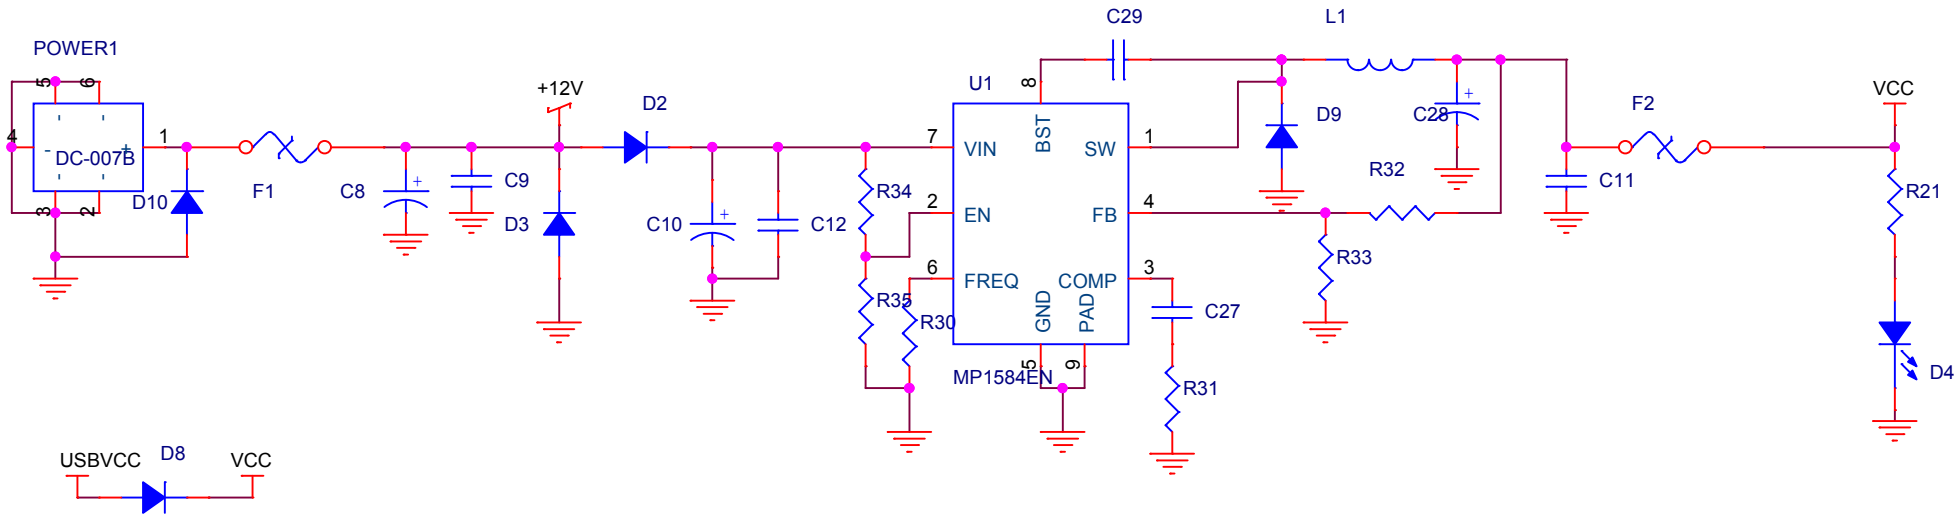 C29
L1
POWER1
5
6
U1
8
+12V
D2
D9
C28
+
F2
VCC
4
-
+
DC-007B
1
7
VIN
BST
SW
1
D10
F1
C8
+
C9
D3
C10
+
C12
R34
2
EN
FB
4
R32
R33
C11
R21
3
2
6
FREQ
COMP
3
R35
R30
GND
PAD
C27
MP1584EN
5
9
R31
D4
USBVCC
D8
VCC